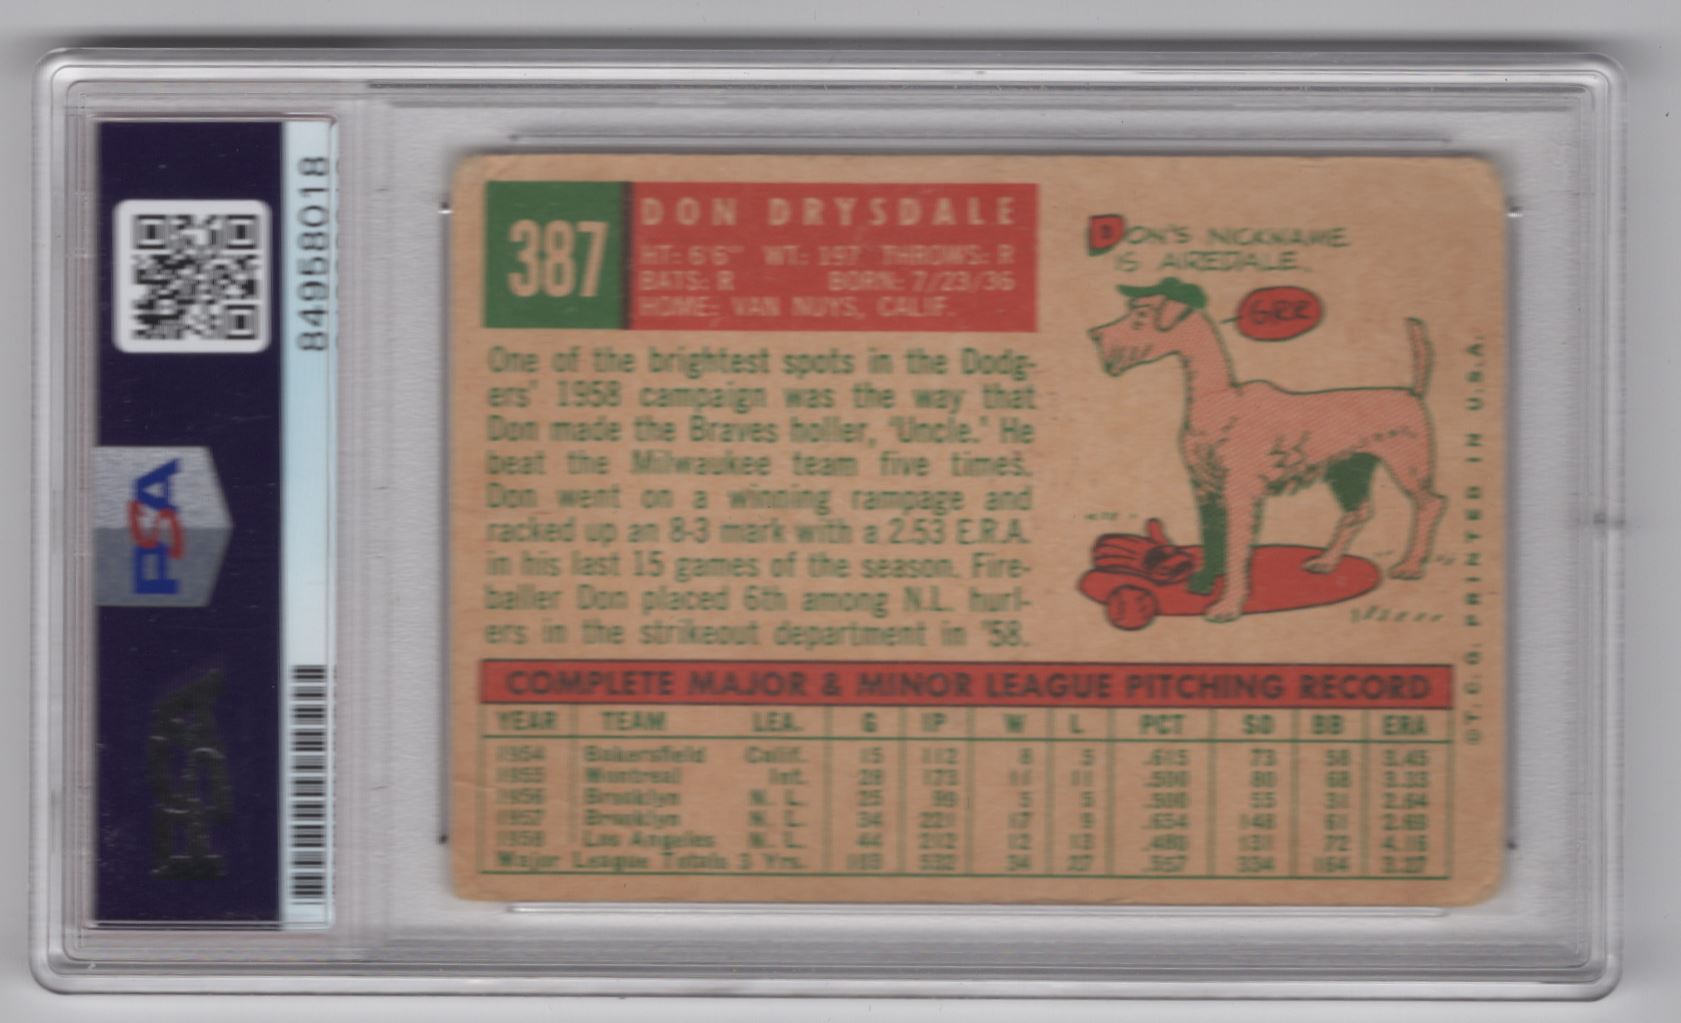 84958018
PSA
387
DON DRYSDALE
HT: 6'6" WT: 197 THROWS: R
BATS: R BORN: 7/23/36
HOME: VAN NUYS, CALIF.
One of the brightest spots in the Dodg-
ers' 1958 campaign was the way that
Don made the Braves holler, 'Uncle.' He
beat the Milwaukee team five times.
Don went on a winning rampage and
racked up an 8-3 mark with a 2.53 E.R.A.
in his last 15 games of the season. Fire-
baller Don placed 6th among N.L. hurl-
ers in the strikeout department in '58.
DON'S NICKNAME
IS AIREDALE.
GRR
©T. C. G. PRINTED IN U.S.A.
COMPLETE MAJOR & MINOR LEAGUE PITCHING RECORD
YEAR TEAM LEA. G IP W L PCT SO BB ERA
1954 Bakersfield Calif. 15 112 8 5 .615 73 58 3.45
1955 Montreal Int. 28 173 11 11 .500 80 68 3.33
1956 Brooklyn N. L. 25 99 5 5 .500 55 31 2.64
1957 Brooklyn N. L. 34 221 17 9 .654 148 61 2.69
1958 Los Angeles N. L. 44 212 12 13 .480 131 72 4.16
Major League Totals 3 Yrs. 103 532 34 27 .557 334 164 3.27
PSA